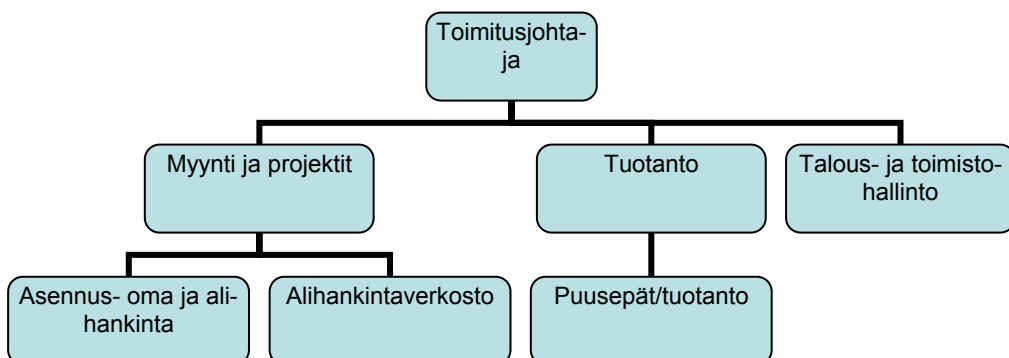 Toimitusjohta-
ja
Myynti ja projektit
Tuotanto
Talous- ja toimisto-
hallinto
Asennus- oma ja ali-
hankinta
Alihankintaverkosto
Puusepät/tuotanto